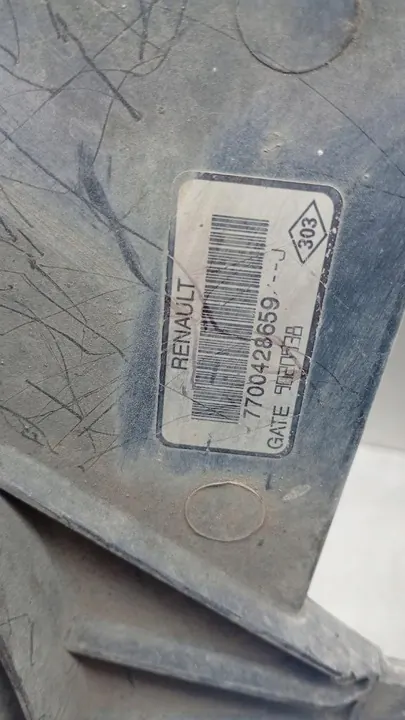 RENAULT
303
7700428659.--J
GATE